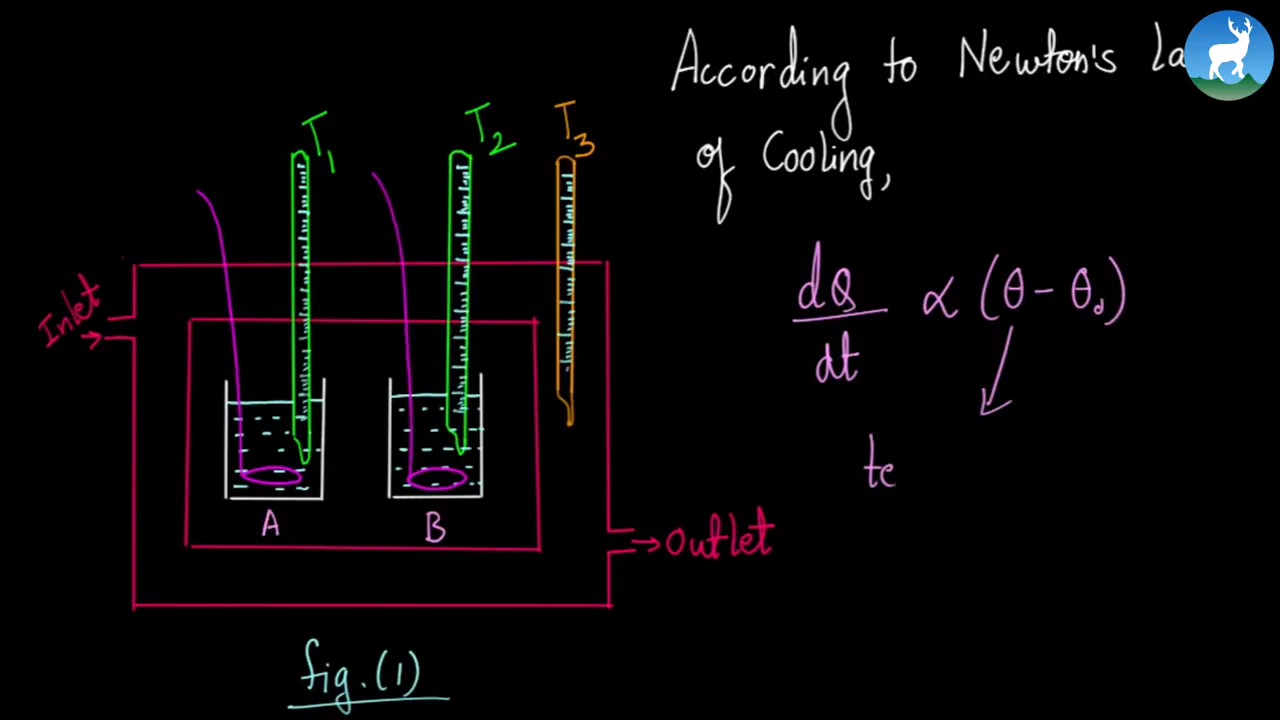 According to Newton's La
of Cooling,
dQ/dt ∝ (θ - θ₀)
te
T₁
T₂
T₃
Inlet
A
B
Outlet
fig.(1)